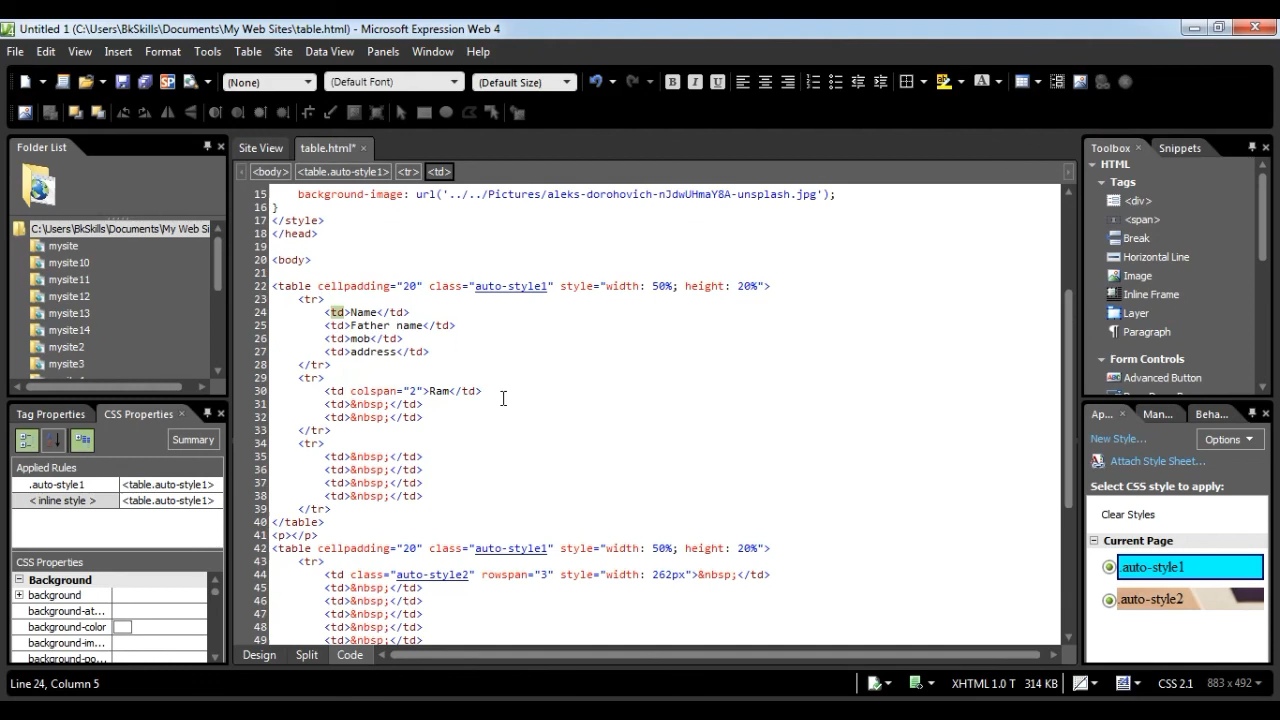 Untitled 1 (C:\Users\BkSkills\Documents\My Web Sites\table.html) - Microsoft Expression Web 4
File Edit View Insert Format Tools Table Site Data View Panels Window Help
(None) (Default Font) (Default Size) B I U A
Folder List
C:\Users\BkSkills\Documents\My Web Si
mysite
mysite10
mysite11
mysite12
mysite13
mysite14
mysite2
mysite3
Tag Properties CSS Properties
Summary
Applied Rules
.auto-style1 <table.auto-style1>
< inline style > <table.auto-style1>
CSS Properties
Background
background
background-at...
background-color
background-im...
background-po...
Site View table.html*
<body> <table.auto-style1> <tr> <td>
15 background-image: url('../../Pictures/aleks-dorohovich-nJdwUHmaY8A-unsplash.jpg');
16 }
17 </style>
18 </head>
19
20 <body>
21
22 <table cellpadding="20" class="auto-style1" style="width: 50%; height: 20%">
23 <tr>
24 <td>Name</td>
25 <td>Father name</td>
26 <td>mob</td>
27 <td>address</td>
28 </tr>
29 <tr>
30 <td colspan="2">Ram</td>
31 <td>&nbsp;</td>
32 <td>&nbsp;</td>
33 </tr>
34 <tr>
35 <td>&nbsp;</td>
36 <td>&nbsp;</td>
37 <td>&nbsp;</td>
38 <td>&nbsp;</td>
39 </tr>
40 </table>
41 <p></p>
42 <table cellpadding="20" class="auto-style1" style="width: 50%; height: 20%">
43 <tr>
44 <td class="auto-style2" rowspan="3" style="width: 262px">&nbsp;</td>
45 <td>&nbsp;</td>
46 <td>&nbsp;</td>
47 <td>&nbsp;</td>
48 <td>&nbsp;</td>
49 <td>&nbsp;</td>
Design Split Code
Toolbox Snippets
HTML
Tags
<div>
<span>
Break
Horizontal Line
Image
Inline Frame
Layer
Paragraph
Form Controls
Advanced Button
Ap... Man... Beha...
New Style... Options
Attach Style Sheet...
Select CSS style to apply:
Clear Styles
Current Page
.auto-style1
.auto-style2
Line 24, Column 5 XHTML 1.0 T 314 KB CSS 2.1 883 x 492